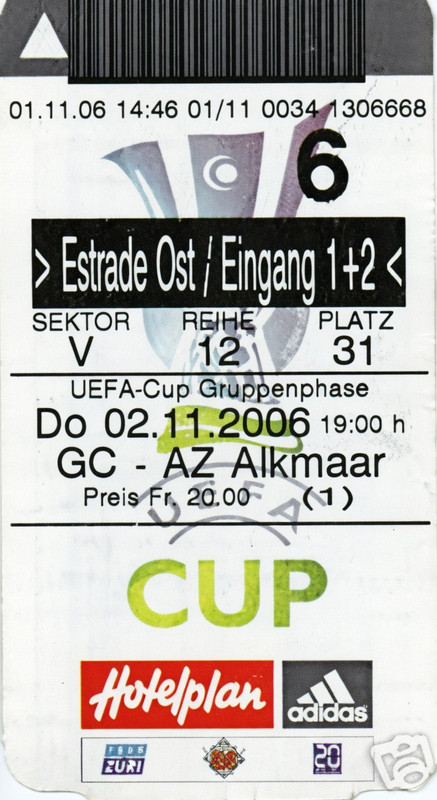 01.11.06 14:46 01/11 0034 1306668
6
> Estrade Ost / Eingang 1+2 <
SEKTOR REIHE PLATZ
V 12 31
UEFA-Cup Gruppenphase
Do 02.11.2006 19:00 h
GC - AZ Alkmaar
Preis Fr. 20.00 (1)
UEFA
CUP
Hotelplan adidas
ZÜRI 20